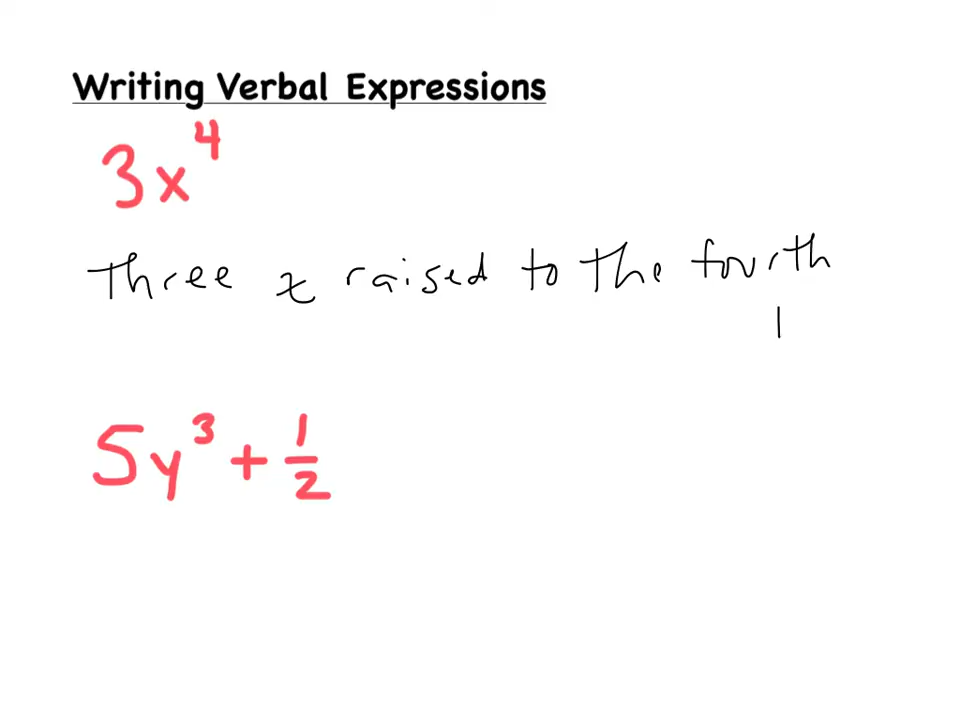 Writing Verbal Expressions
3x⁴
Three x raised to the fourth
5y³ + 1/2